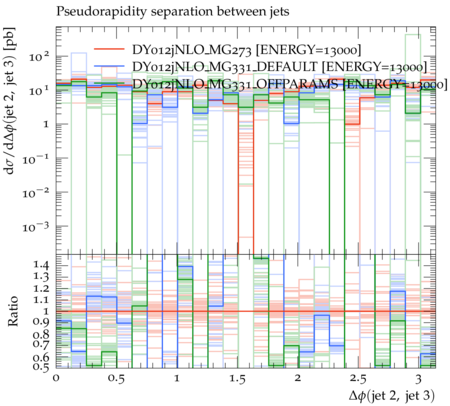 Pseudorapidity separation between jets
dσ/dΔϕ(jet 2, jet 3) [pb]
10²
10¹
1
10⁻¹
10⁻²
10⁻³
DY012jNLO_MG273 [ENERGY=13000]
DY012jNLO_MG331_DEFAULT [ENERGY=13000]
DY012jNLO_MG331_OFFPARAMS [ENERGY=13000]
Ratio
1.4
1.3
1.2
1.1
1
0.9
0.8
0.7
0.6
0.5
0 0.5 1 1.5 2 2.5 3
Δϕ(jet 2, jet 3)